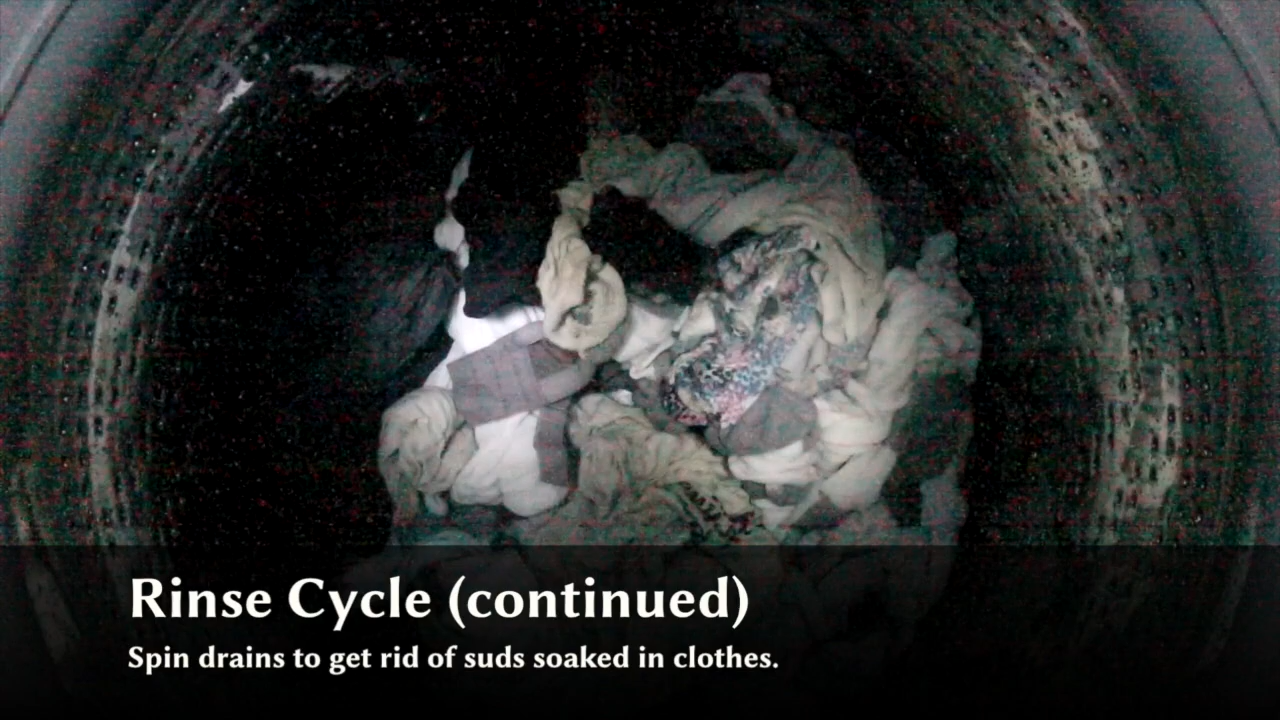 Rinse Cycle (continued)
Spin drains to get rid of suds soaked in clothes.